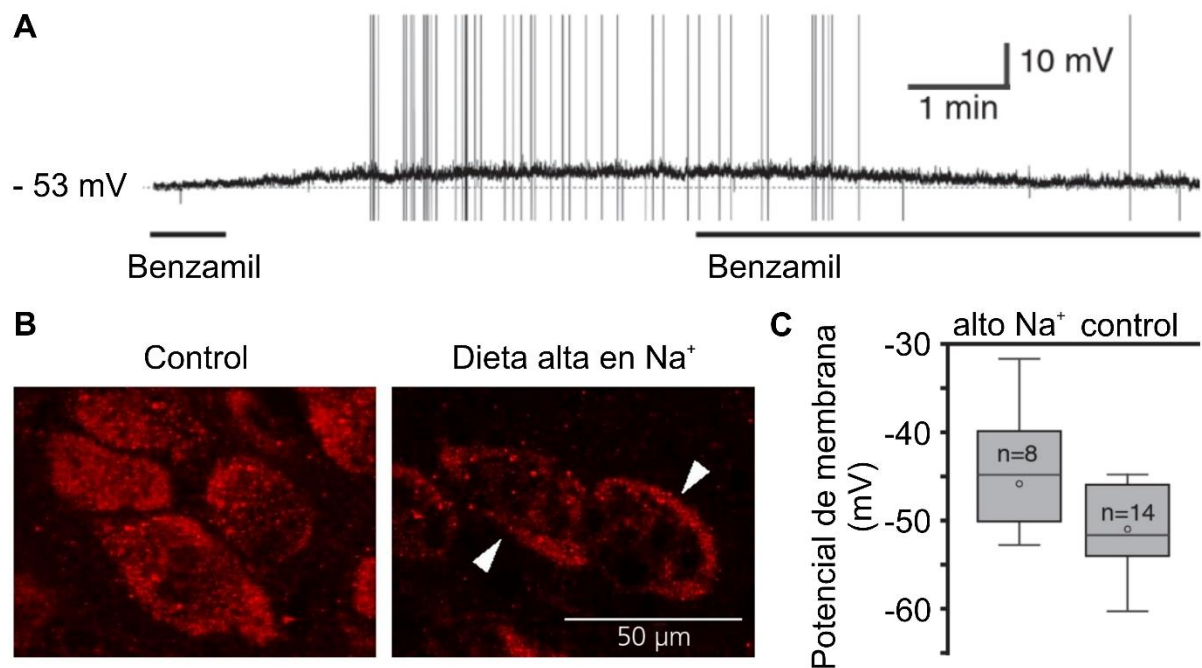 A
10 mV
1 min
- 53 mV
Benzamil
Benzamil
B
Control
Dieta alta en Na⁺
50 µm
C
alto Na⁺ control
Potencial de membrana
(mV)
-30
-40
-50
-60
n=8
n=14